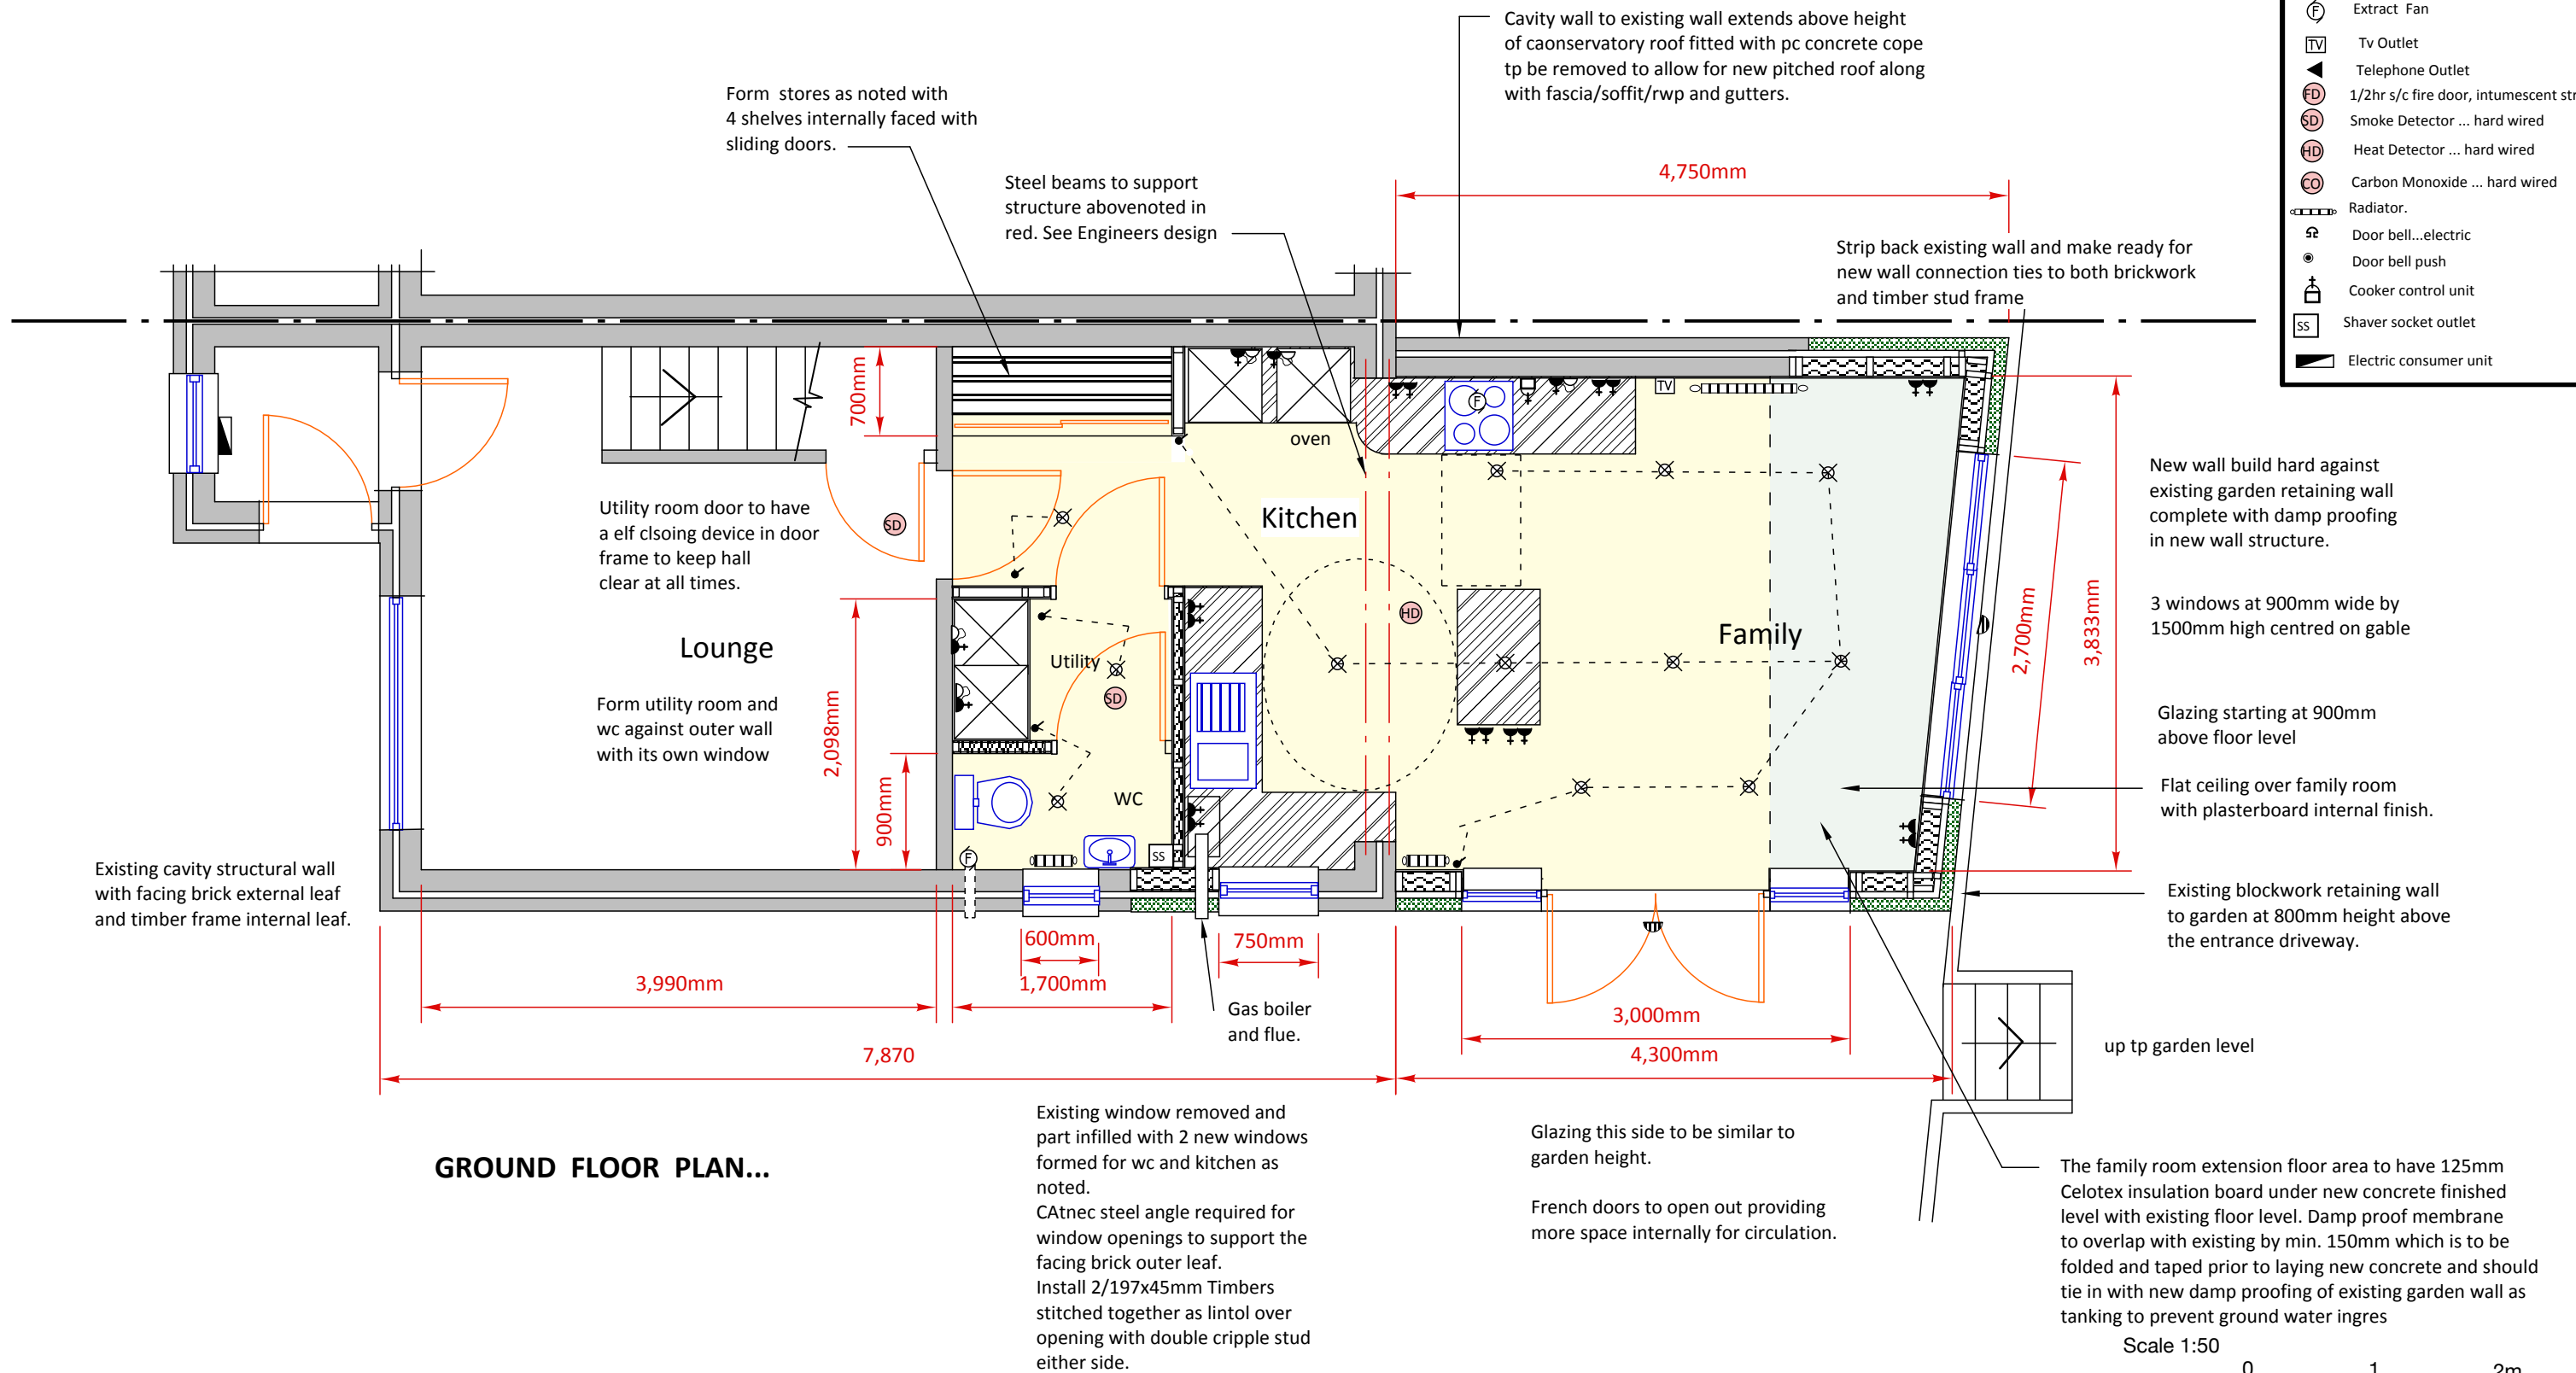 Cavity wall to existing wall extends above height
of caonservatory roof fitted with pc concrete cope
tp be removed to allow for new pitched roof along
with fascia/soffit/rwp and gutters.
Form stores as noted with
4 shelves internally faced with
sliding doors.
Steel beams to support
structure abovenoted in
red. See Engineers design
4,750mm
Strip back existing wall and make ready for
new wall connection ties to both brickwork
and timber stud frame
F Extract Fan
TV Tv Outlet
Telephone Outlet
FD 1/2hr s/c fire door, intumescent
SD Smoke Detector ... hard wired
HD Heat Detector ... hard wired
CO Carbon Monoxide ... hard wired
Radiator.
Door bell...electric
Door bell push
Cooker control unit
SS Shaver socket outlet
Electric consumer unit
700mm
oven
F
TV
Kitchen
Utility room door to have
a elf clsoing device in door
frame to keep hall
clear at all times.
SD
HD
Lounge
Utility
SD
Family
Form utility room and
wc against outer wall
with its own window
2,098mm
900mm
WC
SS
F
2,700mm
3,833mm
New wall build hard against
existing garden retaining wall
complete with damp proofing
in new wall structure.
3 windows at 900mm wide by
1500mm high centred on gable
Glazing starting at 900mm
above floor level
Flat ceiling over family room
with plasterboard internal finish.
Existing blockwork retaining wall
to garden at 800mm height above
the entrance driveway.
Existing cavity structural wall
with facing brick external leaf
and timber frame internal leaf.
600mm
750mm
3,990mm
1,700mm
Gas boiler
and flue.
3,000mm
7,870
4,300mm
up tp garden level
GROUND FLOOR PLAN...
Existing window removed and
part infilled with 2 new windows
formed for wc and kitchen as
noted.
CAtnec steel angle required for
window openings to support the
facing brick outer leaf.
Install 2/197x45mm Timbers
stitched together as lintol over
opening with double cripple stud
either side.
Glazing this side to be similar to
garden height.
French doors to open out providing
more space internally for circulation.
The family room extension floor area to have 125mm
Celotex insulation board under new concrete finished
level with existing floor level. Damp proof membrane
to overlap with existing by min. 150mm which is to be
folded and taped prior to laying new concrete and should
tie in with new damp proofing of existing garden wall as
tanking to prevent ground water ingres
Scale 1:50
0 1 2m